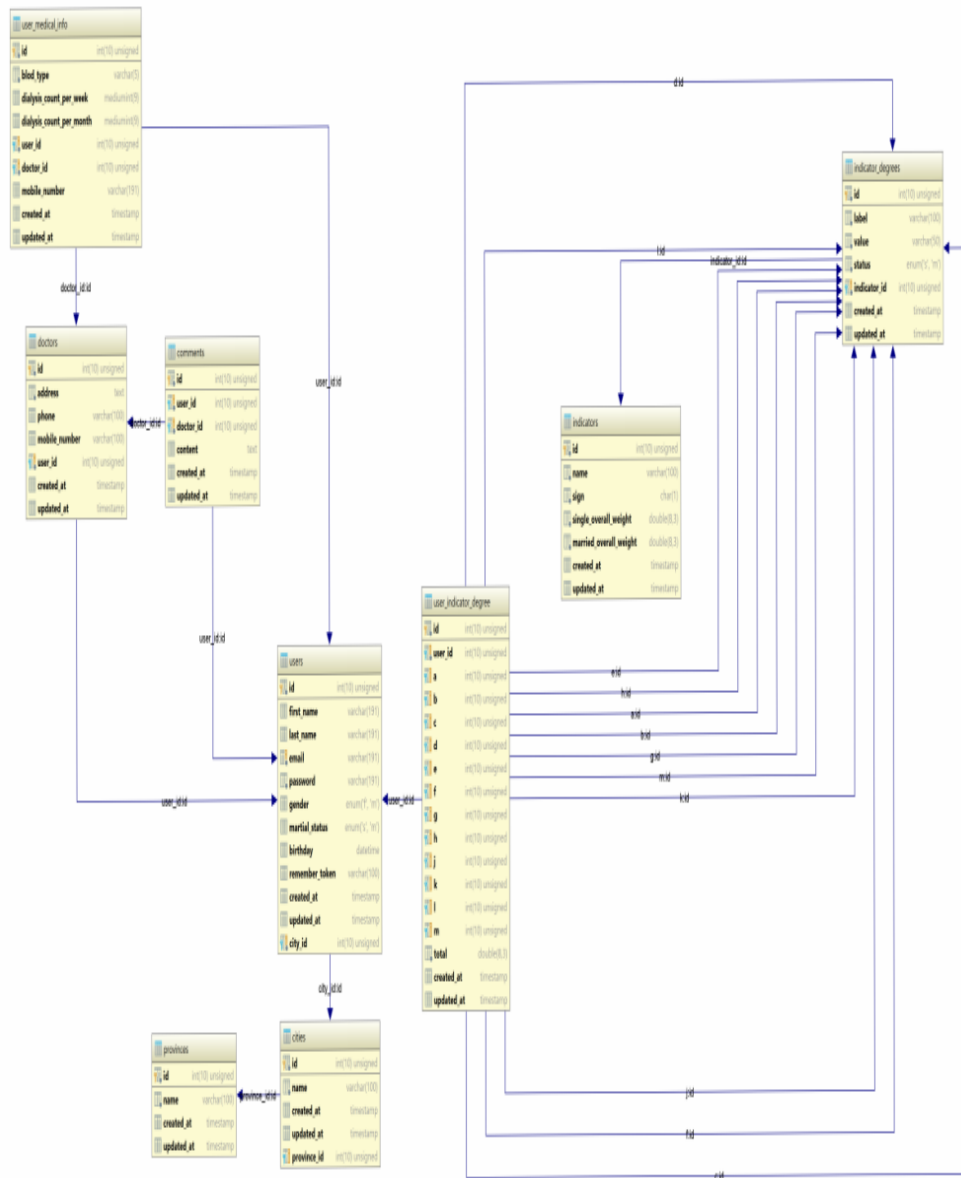 user_medical_info
id int(10) unsigned
blod_type varchar(5)
dialysis_count_per_week mediumint(9)
dialysis_count_per_month mediumint(9)
user_id int(10) unsigned
doctor_id int(10) unsigned
mobile_number varchar(191)
created_at timestamp
updated_at timestamp
d:id
indicator_degrees
id int(10) unsigned
label varchar(100)
value varchar(50)
status enum('s', 'm')
indicator_id int(10) unsigned
created_at timestamp
updated_at timestamp
l:id
indicator_id:id
doctor_id:id
doctors
id int(10) unsigned
address text
phone varchar(100)
mobile_number varchar(100)
user_id int(10) unsigned
created_at timestamp
updated_at timestamp
comments
id int(10) unsigned
user_id int(10) unsigned
doctor_id int(10) unsigned
content text
created_at timestamp
updated_at timestamp
doctor_id:id
user_id:id
indicators
id int(10) unsigned
name varchar(100)
sign char(1)
single_overall_weight double(8,3)
married_overall_weight double(8,3)
created_at timestamp
updated_at timestamp
user_id:id
users
id int(10) unsigned
first_name varchar(191)
last_name varchar(191)
email varchar(191)
password varchar(191)
gender enum('f', 'm')
martial_status enum('s', 'm')
birthday datetime
remember_token varchar(100)
created_at timestamp
updated_at timestamp
city_id int(10) unsigned
user_id:id
user_id:id
user_indicator_degree
id int(10) unsigned
user_id int(10) unsigned
a int(10) unsigned
b int(10) unsigned
c int(10) unsigned
d int(10) unsigned
e int(10) unsigned
f int(10) unsigned
g int(10) unsigned
h int(10) unsigned
j int(10) unsigned
k int(10) unsigned
l int(10) unsigned
m int(10) unsigned
total double(8,3)
created_at timestamp
updated_at timestamp
e:id
h:id
a:id
b:id
g:id
m:id
k:id
city_id:id
provinces
id int(10) unsigned
name varchar(100)
created_at timestamp
updated_at timestamp
province_id:id
cities
id int(10) unsigned
name varchar(100)
created_at timestamp
updated_at timestamp
province_id int(10) unsigned
j:id
f:id